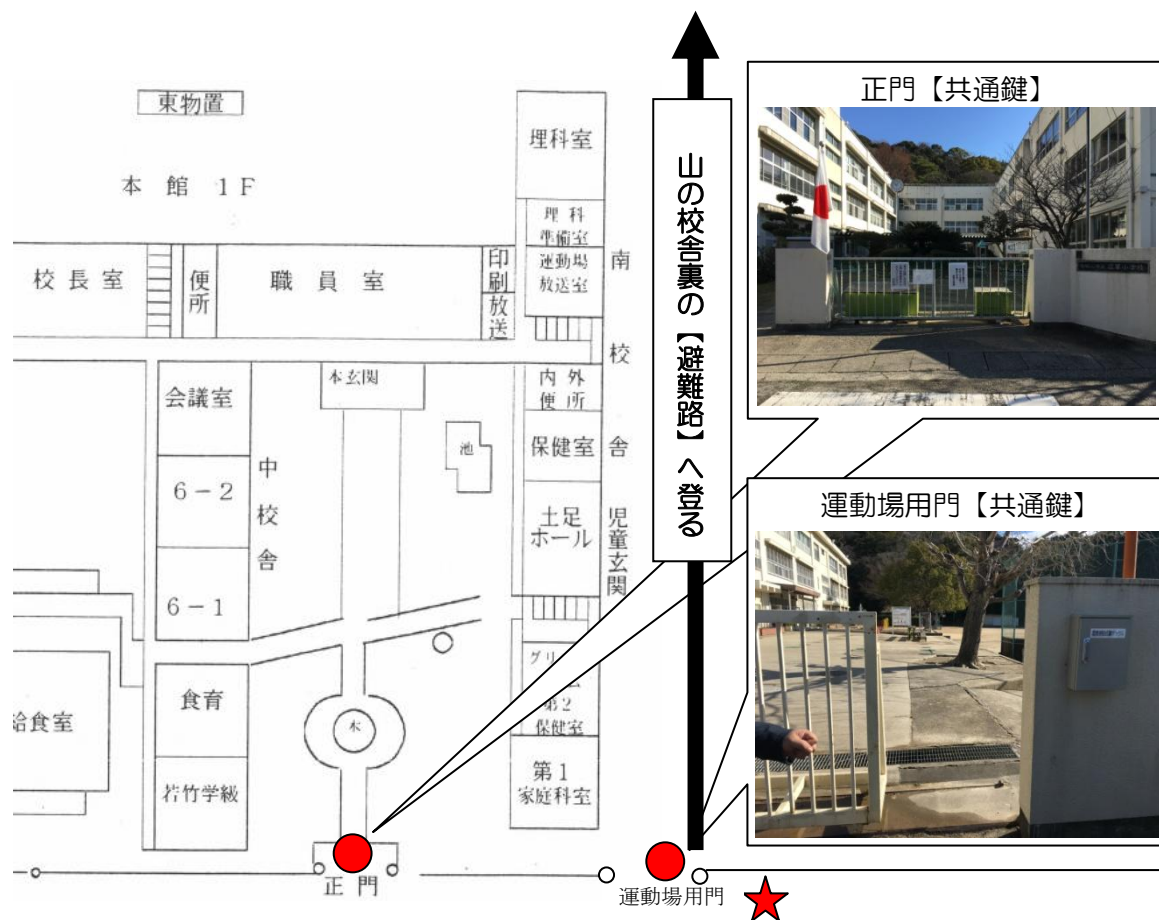 東物置
本館 1F
理科室
理科
準備室
運動場
放送室
校長室
便所
職員室
印刷
放送
南校舎
本玄関
内外
便所
会議室
池
保健室
6-2
中校舎
土足
ホール
児童玄関
6-1
食育
木
グリ
第2
保健室
給食室
若竹学級
第1
家庭科室
正門
運動場用門
山の校舎裏の【避難路】へ登る
正門【共通鍵】
運動場用門【共通鍵】